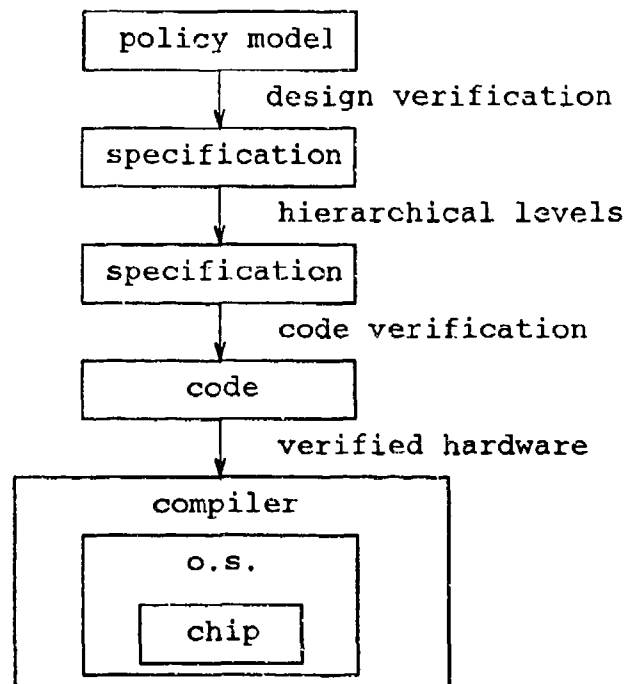 policy model
design verification
specification
hierarchical levels
specification
code verification
code
verified hardware
compiler
o.s.
chip